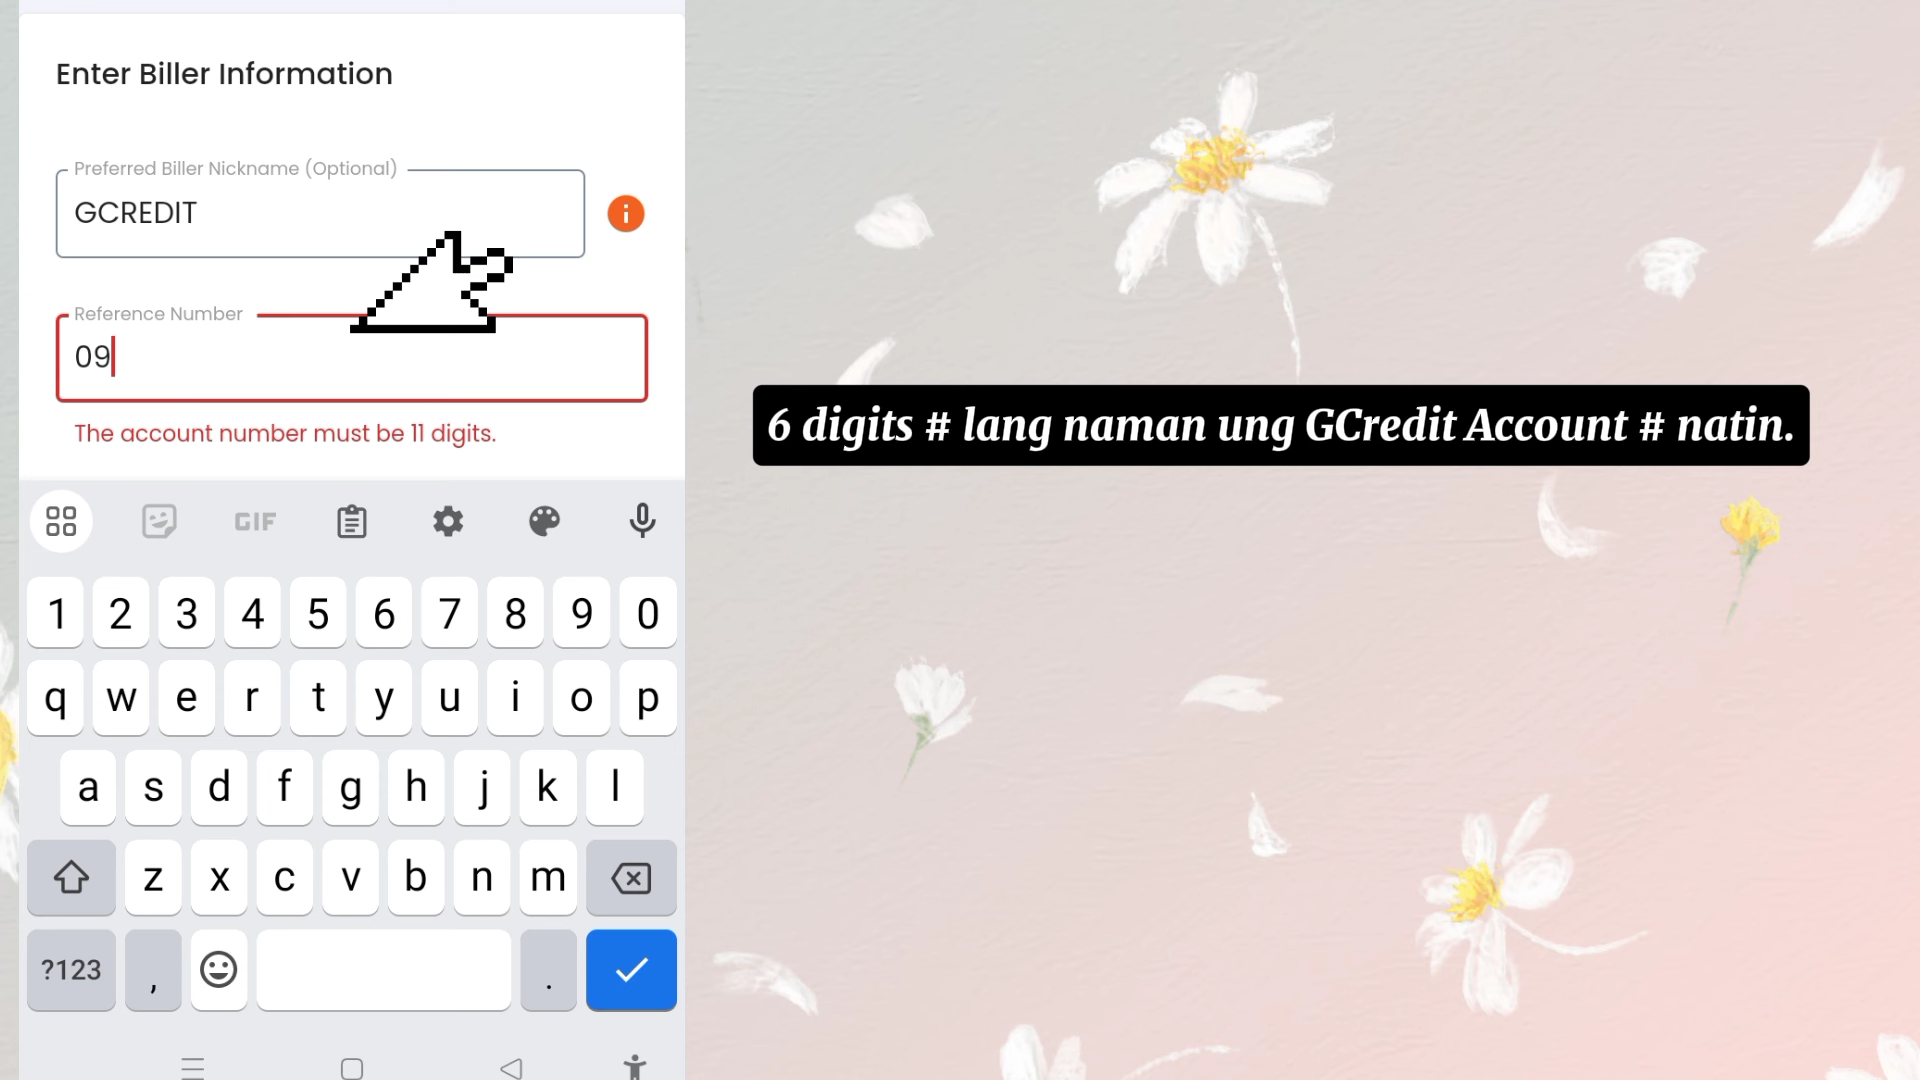 Enter Biller Information
Preferred Biller Nickname (Optional)
GCREDIT
i
Reference Number
09
The account number must be 11 digits.
6 digits # lang naman ung GCredit Account # natin.
GIF
1 2 3 4 5 6 7 8 9 0
q w e r t y u i o p
a s d f g h j k l
z x c v b n m
?123 , .